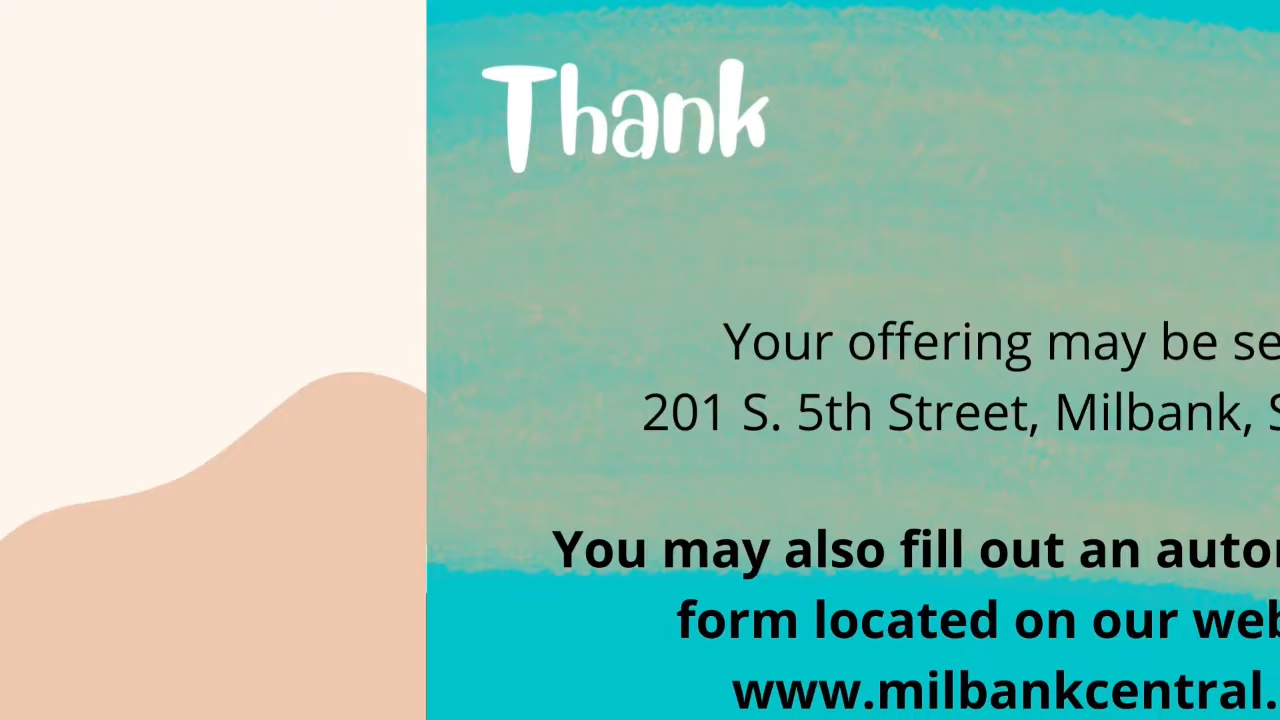 Thank
Your offering may be se
201 S. 5th Street, Milbank, S
You may also fill out an auto
form located on our web
www.milbankcentral.